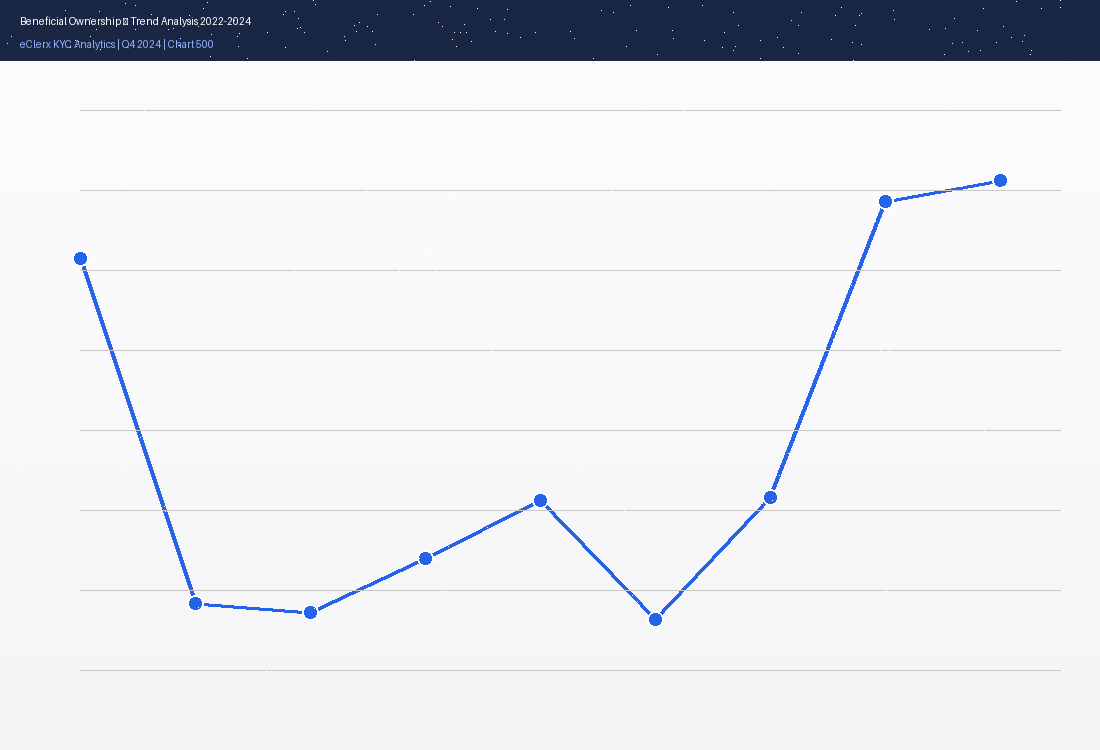 Beneficial Ownership▯ Trend Analysis 2022-2024
eClerx KYC Analytics | Q4 2024 | Chart 500